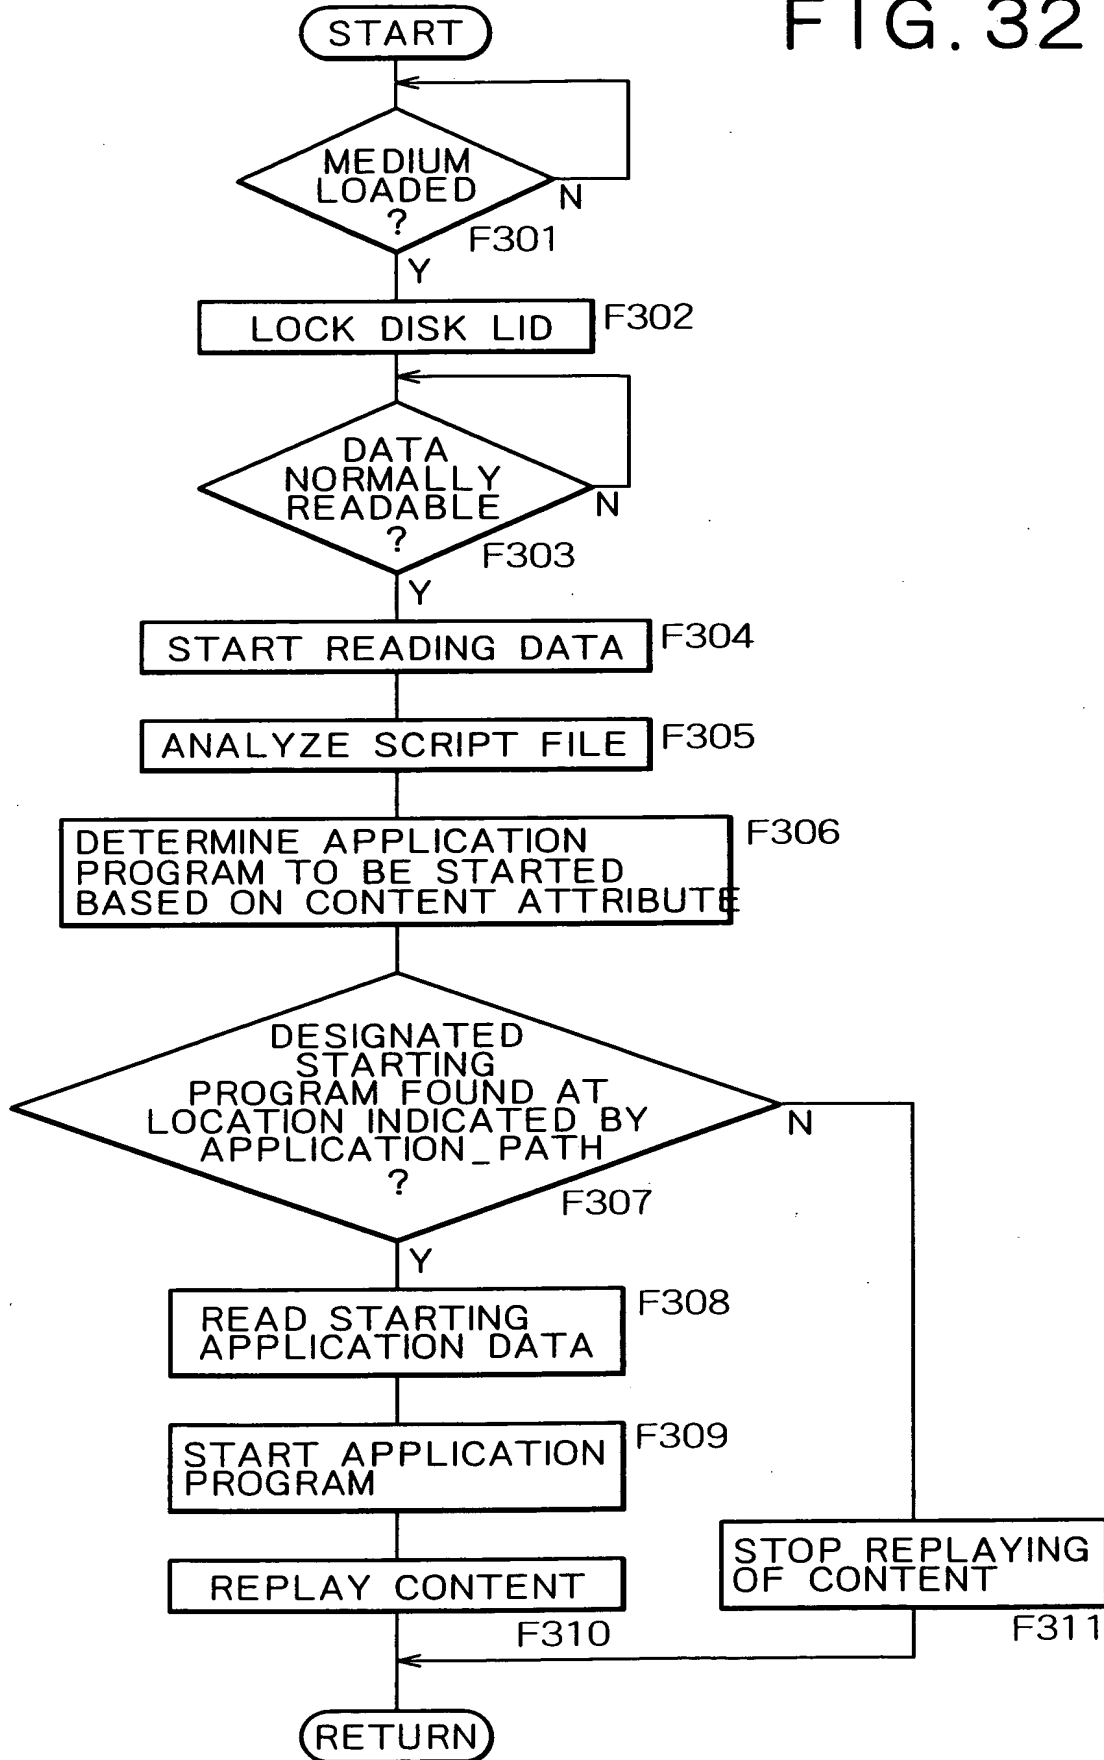 FIG. 32
START
MEDIUM
LOADED
?
N
F301
Y
LOCK DISK LID
F302
DATA
NORMALLY
READABLE
?
N
F303
Y
START READING DATA
F304
ANALYZE SCRIPT FILE
F305
DETERMINE APPLICATION
PROGRAM TO BE STARTED
BASED ON CONTENT ATTRIBUTE
F306
DESIGNATED
STARTING
PROGRAM FOUND AT
LOCATION INDICATED BY
APPLICATION_PATH
?
N
F307
Y
READ STARTING
APPLICATION DATA
F308
START APPLICATION
PROGRAM
F309
REPLAY CONTENT
F310
STOP REPLAYING
OF CONTENT
F311
RETURN